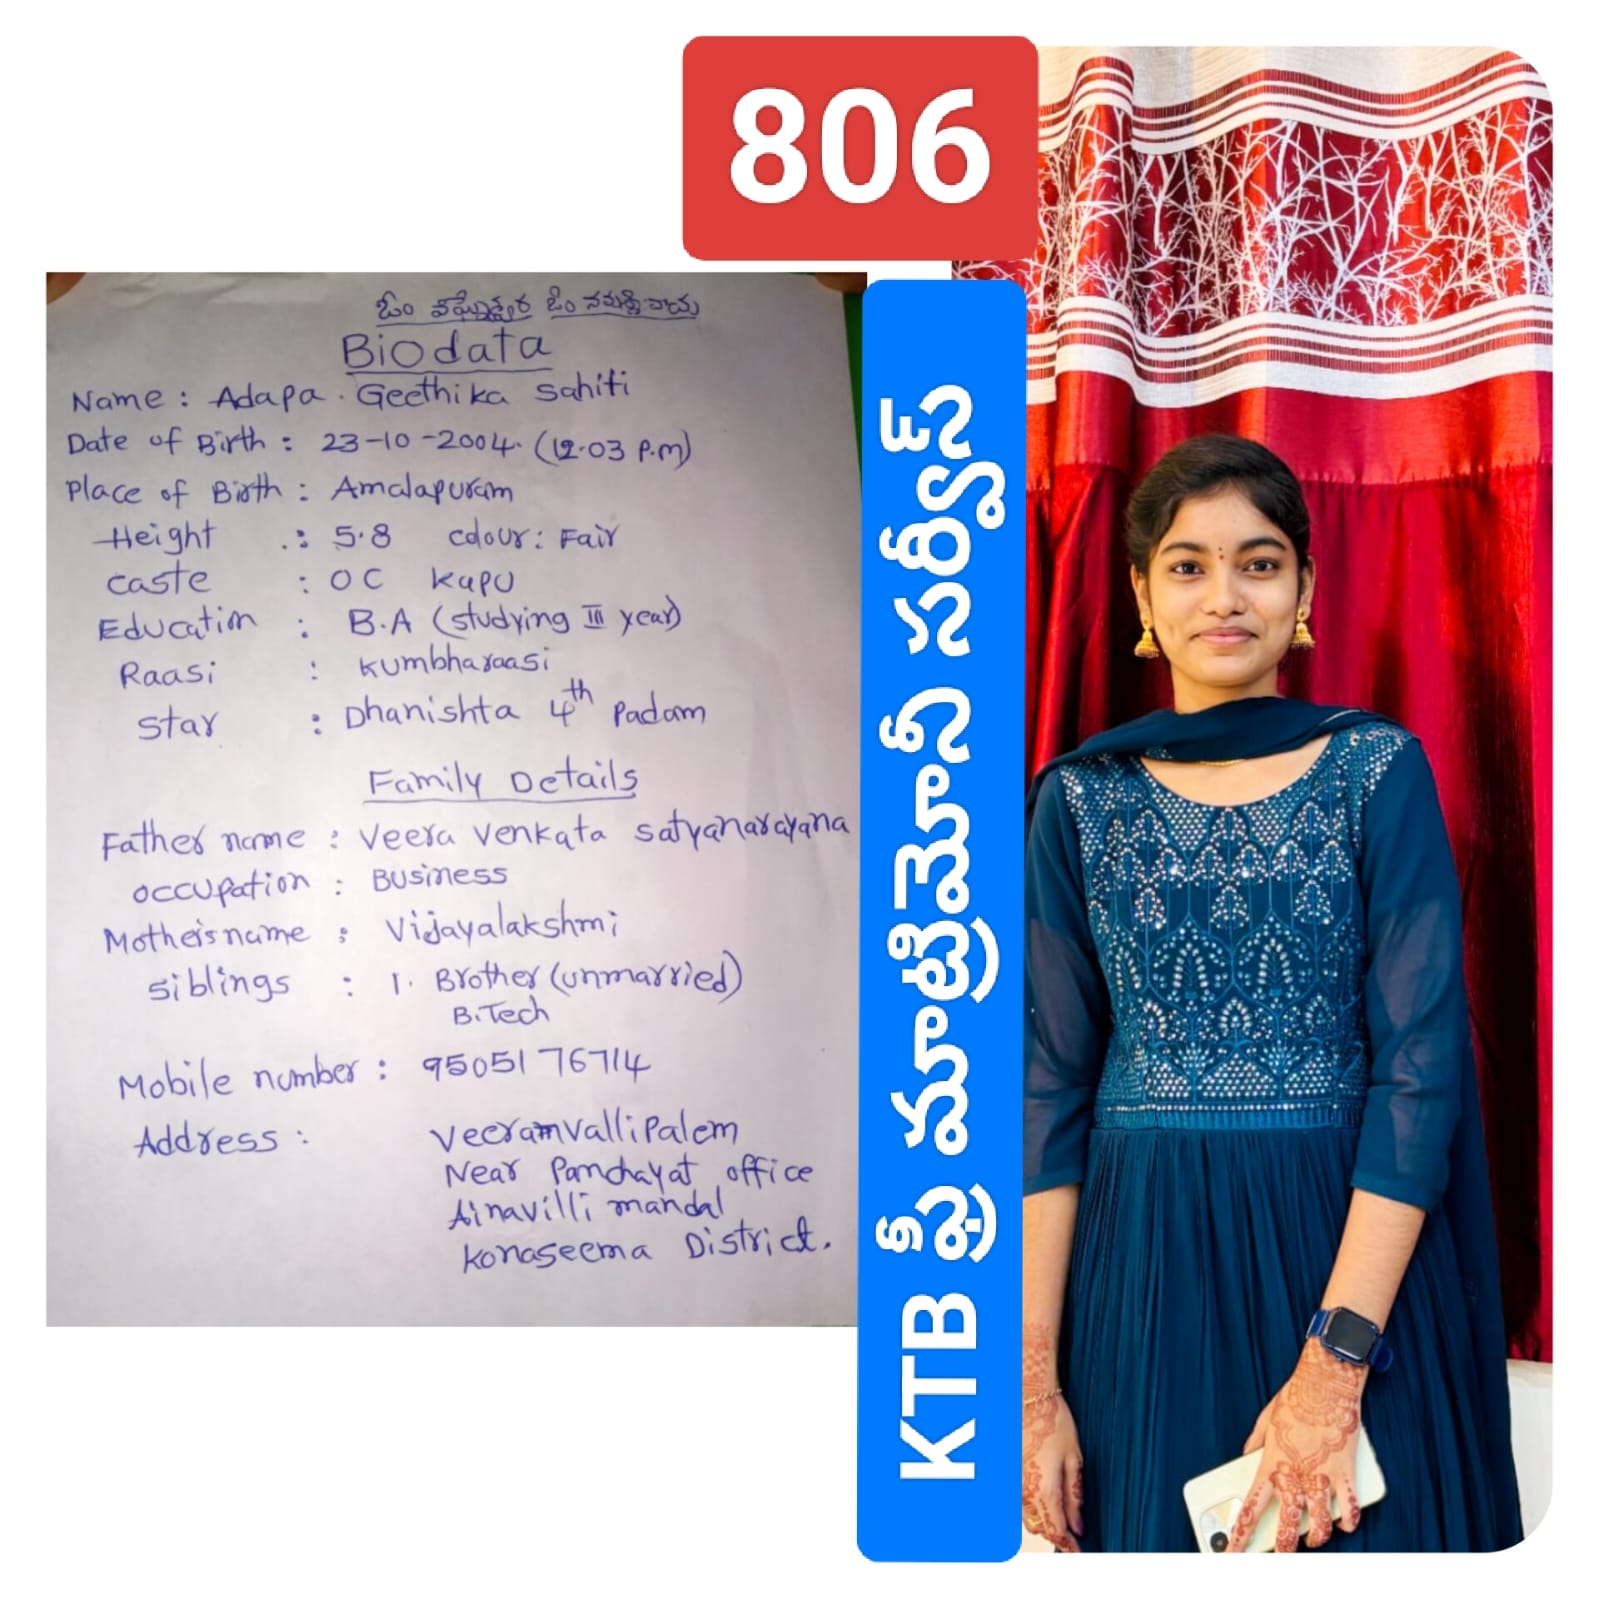 806
ఓం విఘ్నేశ్వర ఓం నమశ్శివాయ
Biodata
Name : Adapa . Geethika Sahiti
Date of Birth : 23-10-2004. (12.03 P.m)
Place of Birth : Amalapuram
Height : 5.8 colour : Fair
caste : OC kapu
Education : B.A (studying III year)
Raasi : kumbharaasi
Star : Dhanishta 4th Padam
Family Details
Father name : Veera Venkata Satyanarayana
occupation : Business
Mother's name : Vijayalakshmi
siblings : 1. Brother (unmarried)
B.Tech
Mobile number : 9505176714
Address : Veeramvallipalem
Near Panchayat office
Ainavilli mandal
Konaseema District.
KTB ఫ్రీ మాట్రిమోనీ సర్వీస్